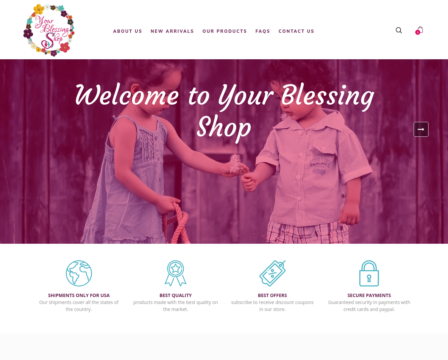 Your
Blessing
Shop
ABOUT US NEW ARRIVALS OUR PRODUCTS FAQS CONTACT US
Welcome to Your Blessing
Shop
SHIPMENTS ONLY FOR USA
Our shipments cover all the states of
the country.
BEST QUALITY
products made with the best quality on
the market.
BEST OFFERS
subscribe to receive discount coupons
in our store.
SECURE PAYMENTS
Guaranteed security in payments with
credit cards and paypal.